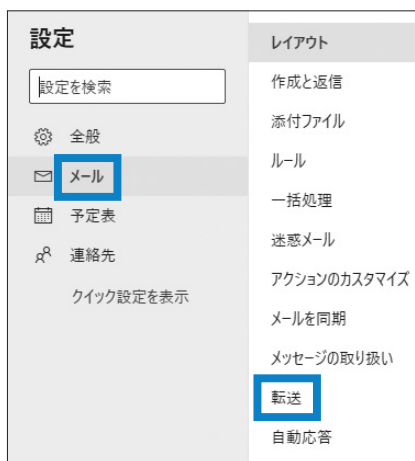 設定
設定を検索
全般
メール
予定表
連絡先
クイック設定を表示
レイアウト
作成と返信
添付ファイル
ルール
一括処理
迷惑メール
アクションのカスタマイズ
メールを同期
メッセージの取り扱い
転送
自動応答